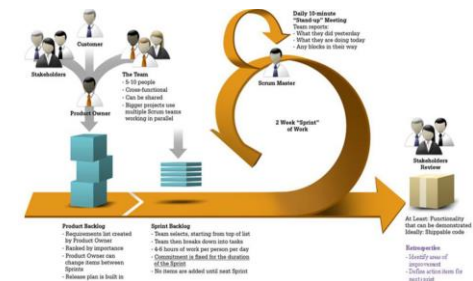 Customer
Stakeholders
The Team
- 5-10 people
- Cross-functional
- Can be shared
- Bigger projects use
multiple Scrum teams
working in parallel
Product Owner
Daily 10-minute
"Stand-up" Meeting
Team reports:
- What they did yesterday
- What they are doing today
- Any blocks in their way
Scrum Master
2 Week "Sprint"
of Work
Stakeholders
Review
Product Backlog
- Requirements list created
by Product Owner
- Ranked by importance
- Product Owner can
change items between
Sprints
- Release plan is built in
Sprint Backlog
- Team selects, starting from top of list
- Team then breaks down into tasks
- 4-6 hours of work per person per day
- Commitment is fixed for the duration
of the Sprint
- No items are added until next Sprint
At Least: Functionality
that can be demonstrated
Ideally: Shippable code
- Identify areas of
improvement
- Define action items for
next sprint